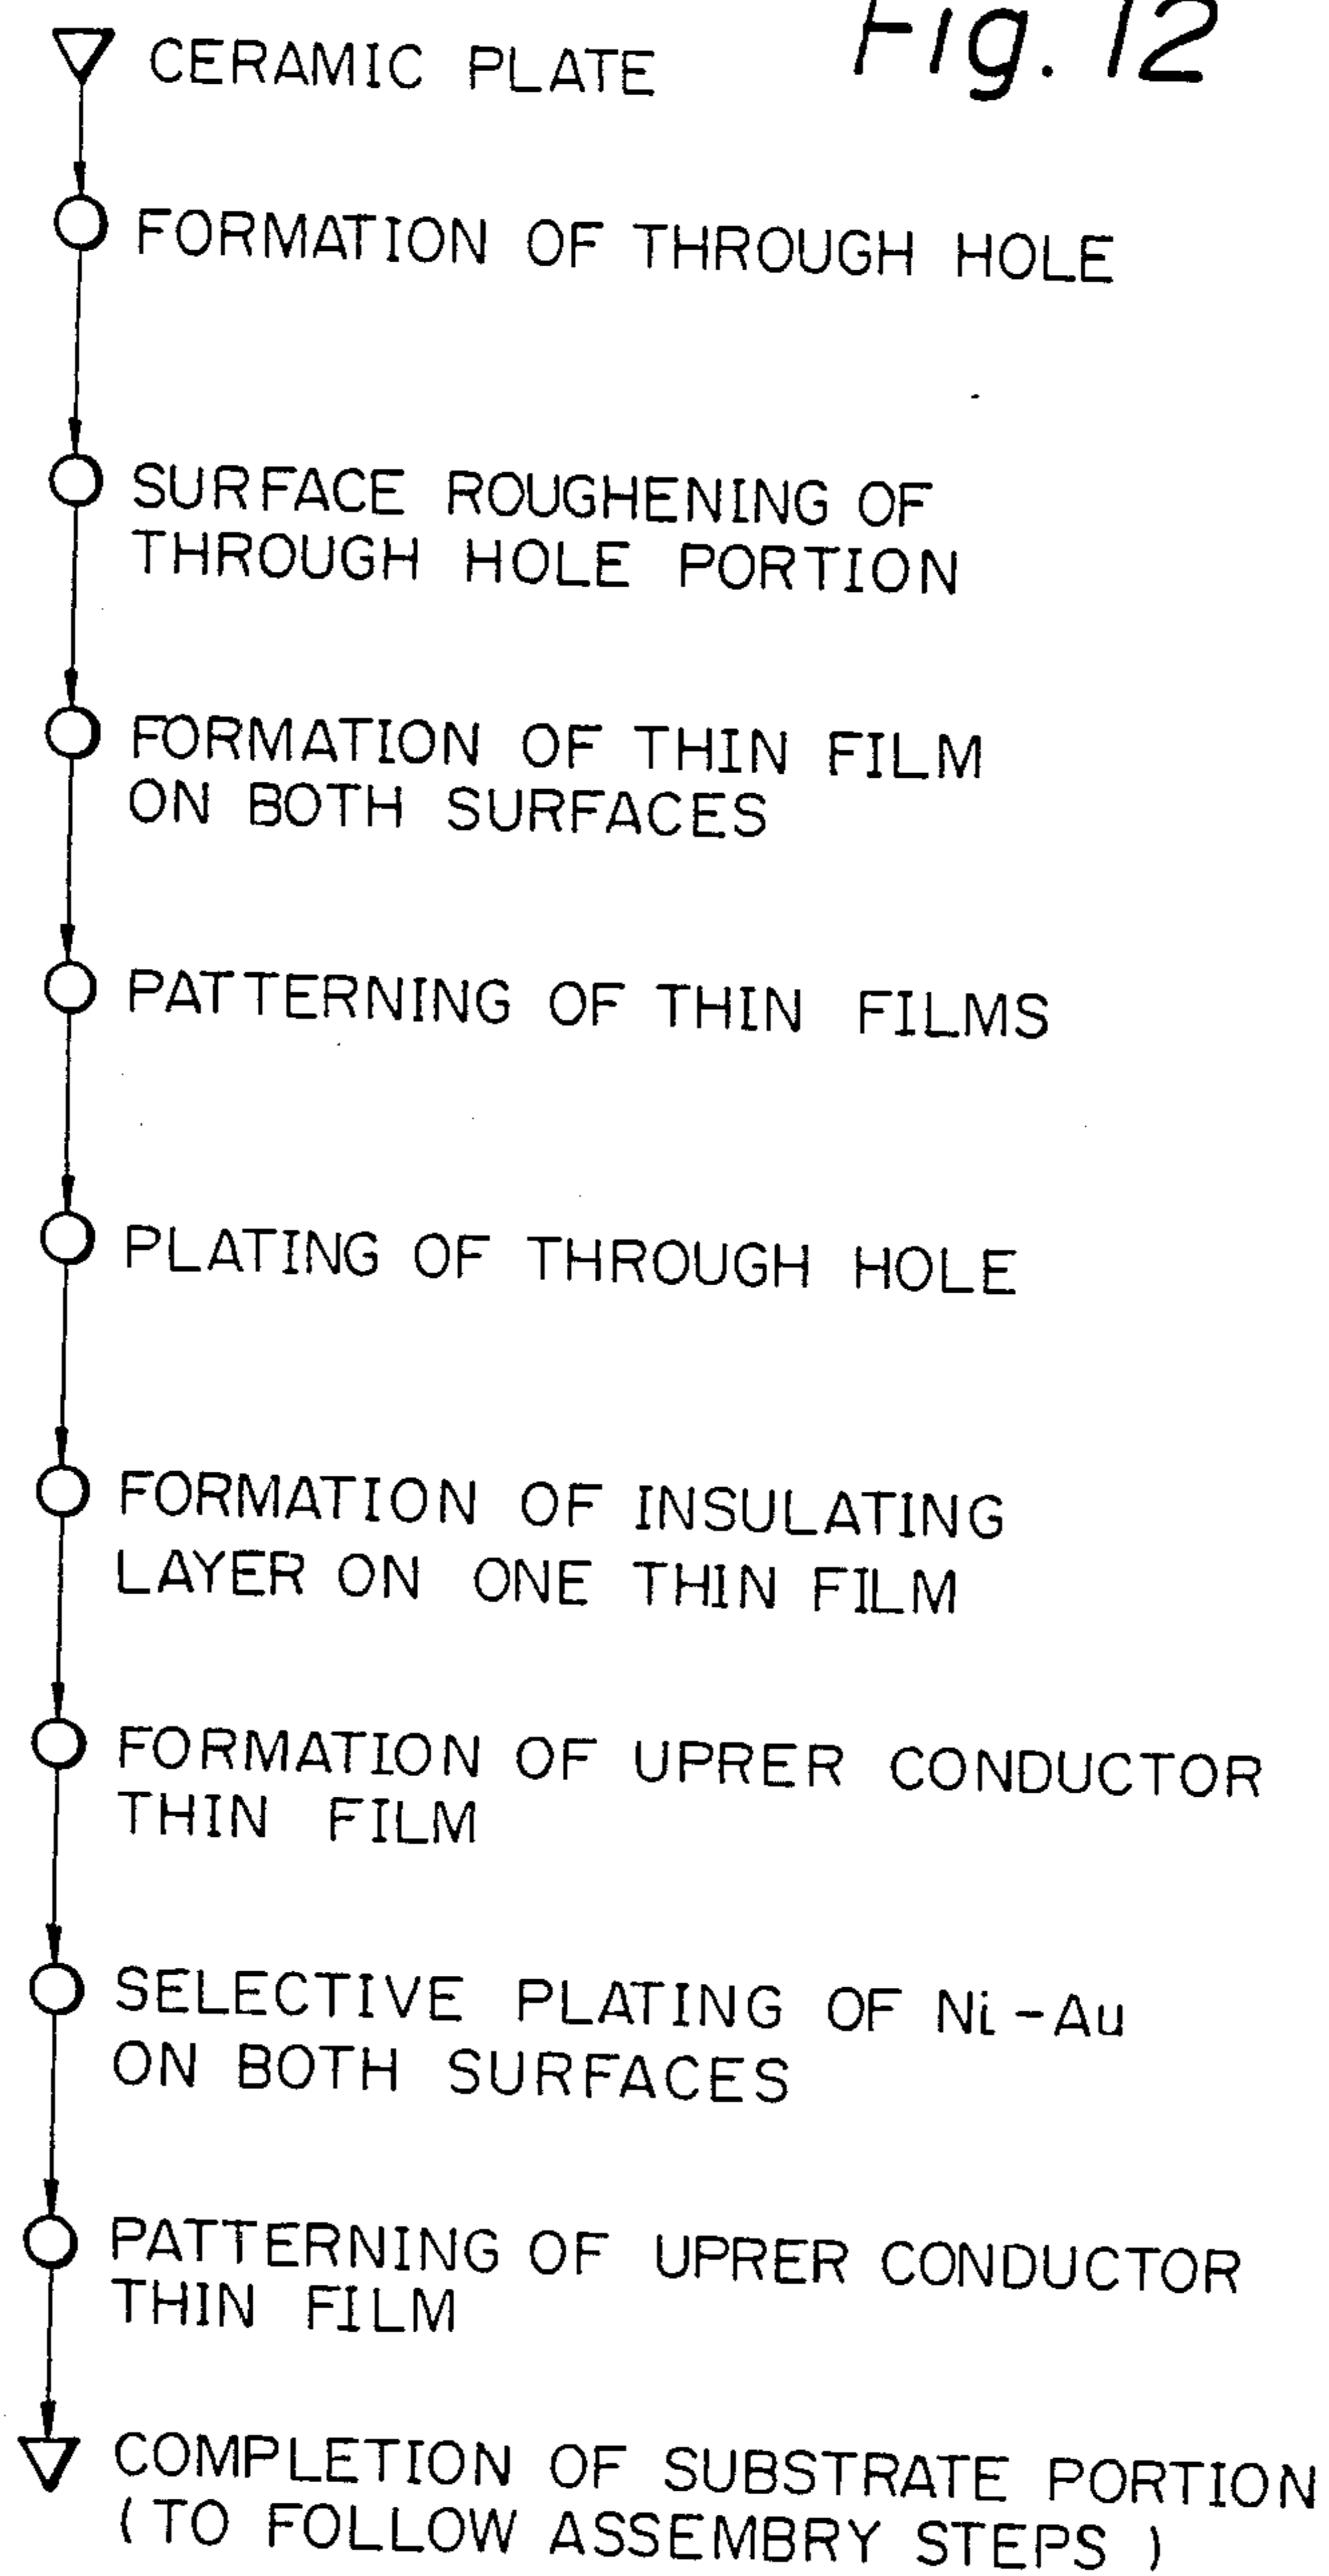 Fig. 12
CERAMIC PLATE
FORMATION OF THROUGH HOLE
SURFACE ROUGHENING OF
THROUGH HOLE PORTION
FORMATION OF THIN FILM
ON BOTH SURFACES
PATTERNING OF THIN FILMS
PLATING OF THROUGH HOLE
FORMATION OF INSULATING
LAYER ON ONE THIN FILM
FORMATION OF UPRER CONDUCTOR
THIN FILM
SELECTIVE PLATING OF Ni-Au
ON BOTH SURFACES
PATTERNING OF UPRER CONDUCTOR
THIN FILM
COMPLETION OF SUBSTRATE PORTION
(TO FOLLOW ASSEMBRY STEPS)